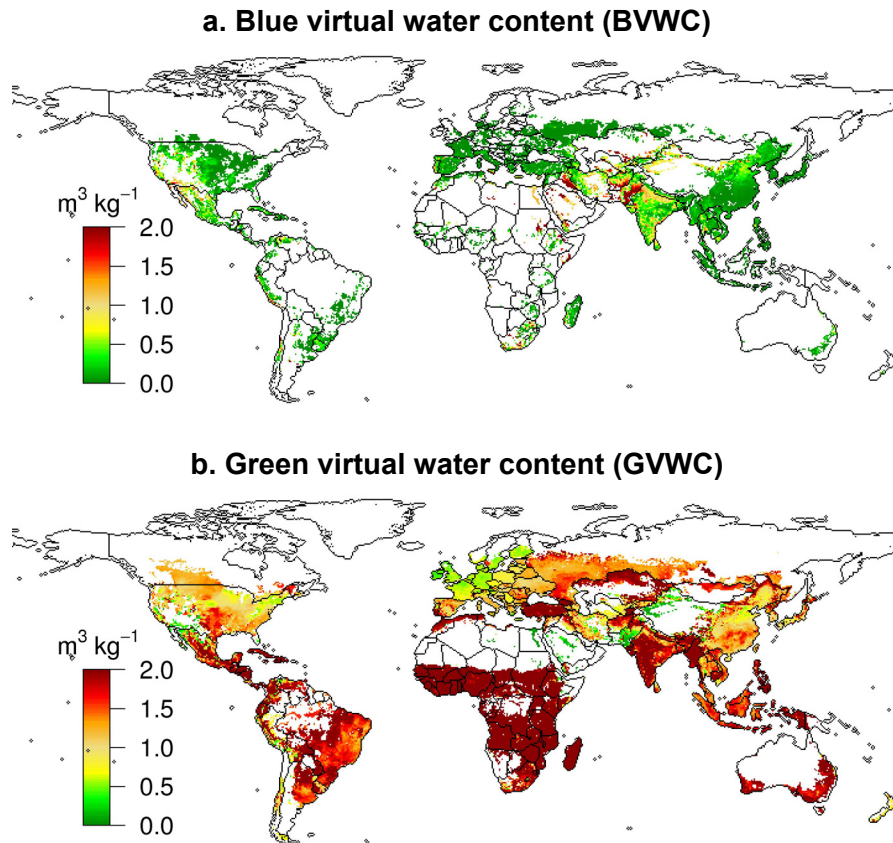 a. Blue virtual water content (BVWC)
m³ kg⁻¹
2.0
1.5
1.0
0.5
0.0
b. Green virtual water content (GVWC)
m³ kg⁻¹
2.0
1.5
1.0
0.5
0.0